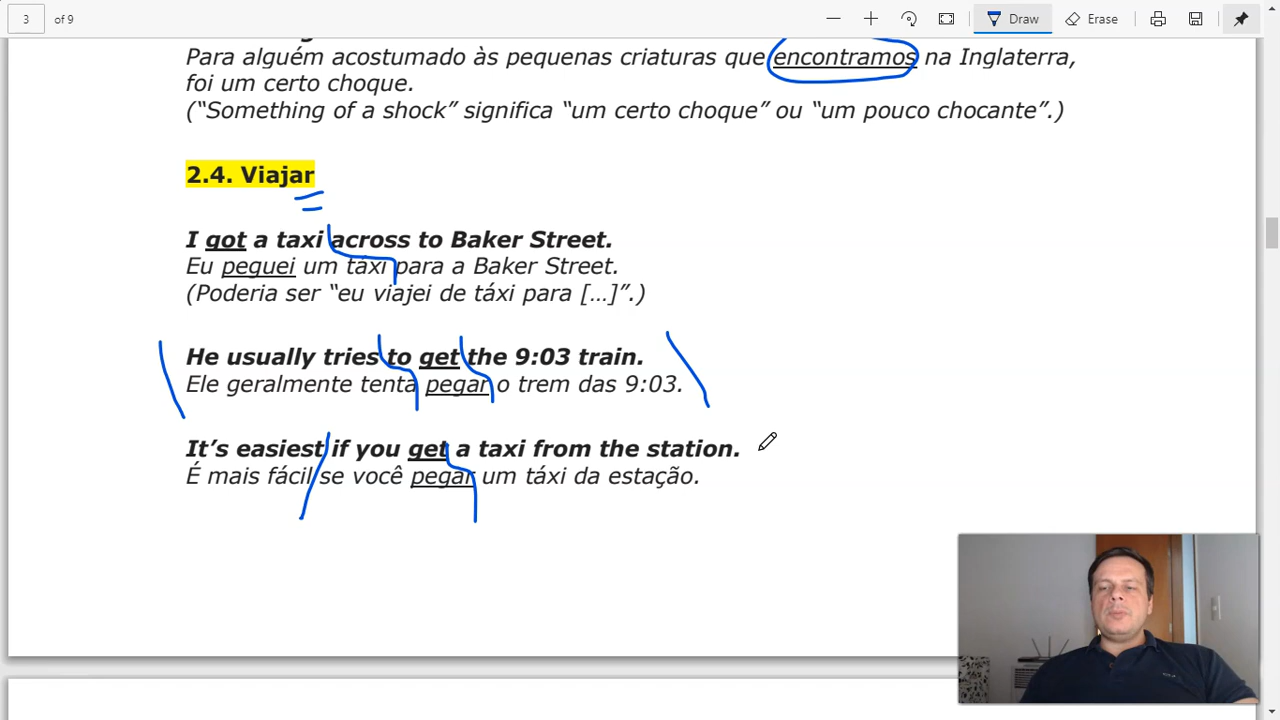 3 of 9 Draw Erase
Para alguém acostumado às pequenas criaturas que encontramos na Inglaterra,
foi um certo choque.
(“Something of a shock” significa “um certo choque” ou “um pouco chocante”.)
2.4. Viajar
I got a taxi across to Baker Street.
Eu peguei um táxi para a Baker Street.
(Poderia ser “eu viajei de táxi para […]”.)
He usually tries to get the 9:03 train.
Ele geralmente tenta pegar o trem das 9:03.
It’s easiest if you get a taxi from the station.
É mais fácil se você pegar um táxi da estação.